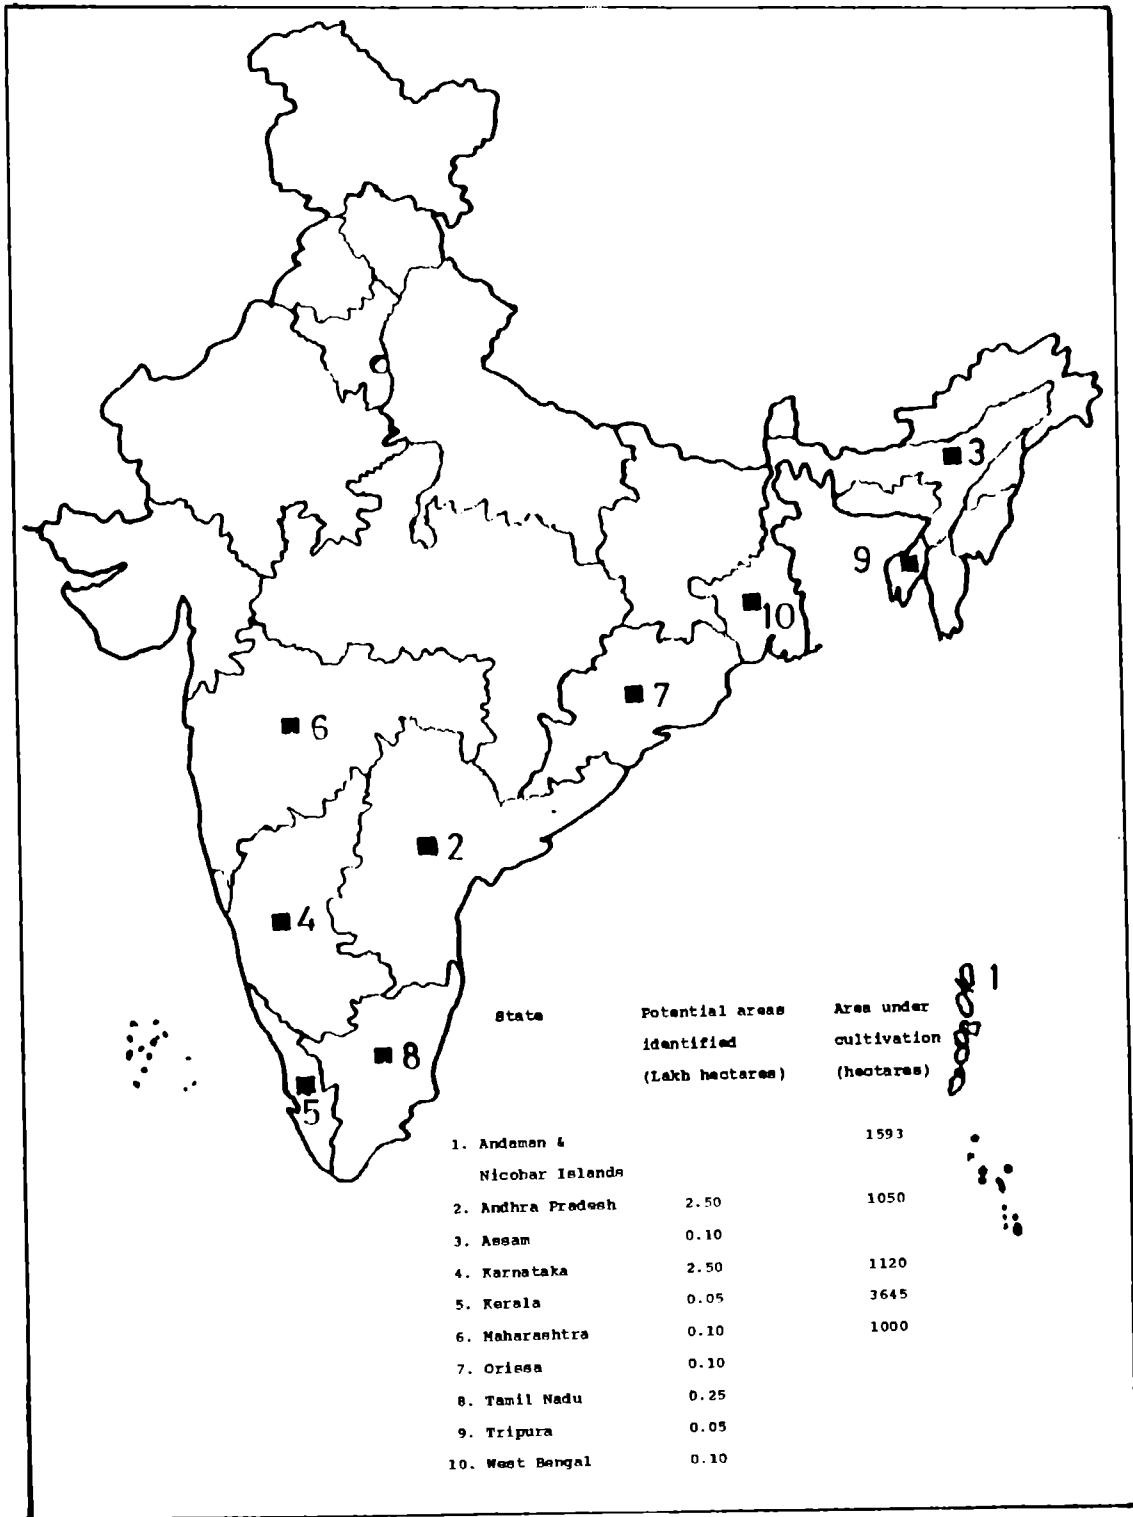 3
9
10
7
6
2
4
1
8
5
State Potential areas Area under
identified cultivation
(Lakh hectares) (hectares)
1. Andaman & 1593
Nicobar Islands
2. Andhra Pradesh 2.50 1050
3. Assam 0.10
4. Karnataka 2.50 1120
5. Kerala 0.05 3645
6. Maharashtra 0.10 1000
7. Orissa 0.10
8. Tamil Nadu 0.25
9. Tripura 0.05
10. West Bengal 0.10